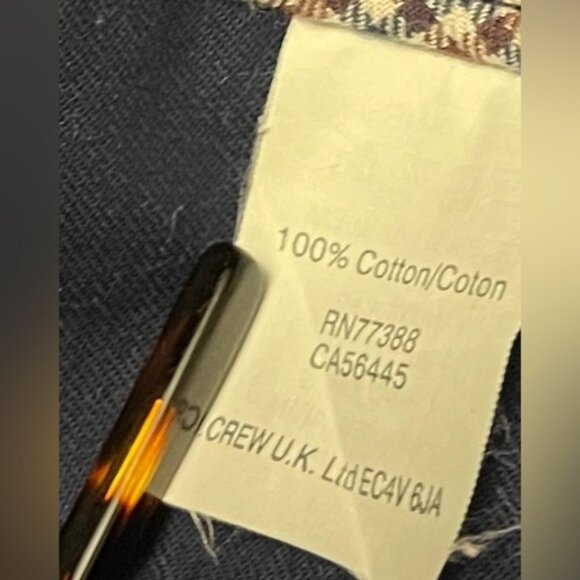 100% Cotton/Coton
RN77388
CA56445
CREW U.K. Ltd EC4V 6JA